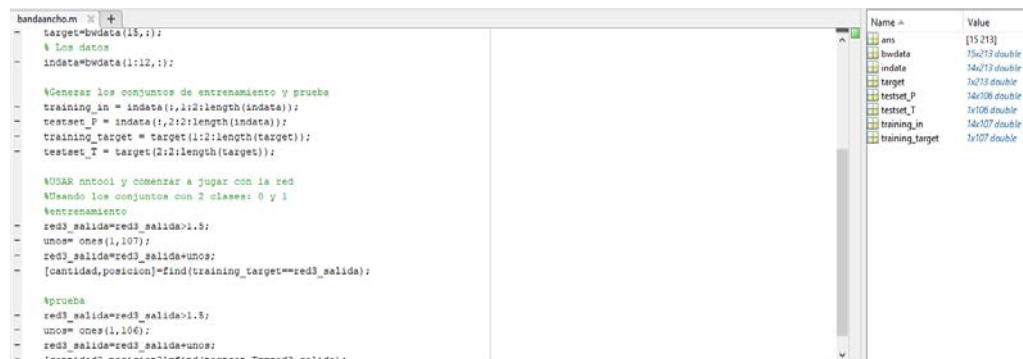 bandaancho.m
target=bwdata(15,:);
% Los datos
indata=bwdata(1:12,:);
%Generar los conjuntos de entrenamiento y prueba
training_in = indata(:,1:2:length(indata));
testset_P = indata(:,2:2:length(indata));
training_target = target(1:2:length(target));
testset_T = target(2:2:length(target));
%USAR nntool y comenzar a jugar con la red
%Usando los conjuntos con 2 clases: 0 y 1
%entrenamiento
red3_salida=red3_salida>1.5;
unos= ones(1,107);
red3_salida=red3_salida+unos;
[cantidad,posicion]=find(training_target==red3_salida);
%prueba
red3_salida=red3_salida>1.5;
unos= ones(1,106);
red3_salida=red3_salida+unos;
Name Value
ans [15 213]
bwdata 15x213 double
indata 14x213 double
target 1x213 double
testset_P 14x106 double
testset_T 1x106 double
training_in 14x107 double
training_target 1x107 double